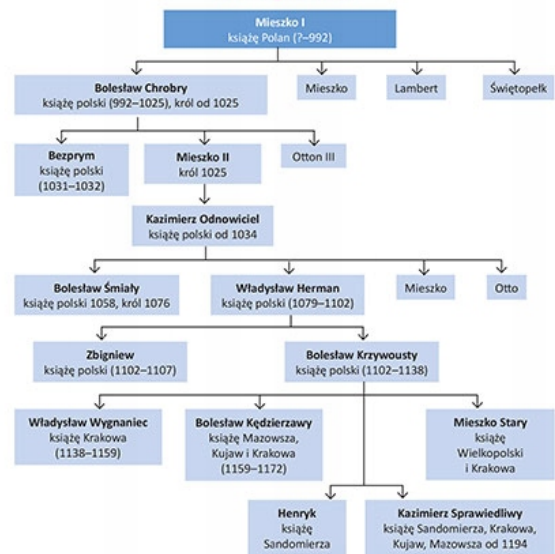 Mieszko I
książę Polan (?–992)
Bolesław Chrobry
książę polski (992–1025), król od 1025
Mieszko
Lambert
Świętopełk
Bezprym
książę polski
(1031–1032)
Mieszko II
król 1025
Otton III
Kazimierz Odnowiciel
książę polski od 1034
Bolesław Śmiały
książę polski 1058, król 1076
Władysław Herman
książę polski (1079–1102)
Mieszko
Otto
Zbigniew
książę polski (1102–1107)
Bolesław Krzywousty
książę polski (1102–1138)
Władysław Wygnaniec
książę Krakowa
(1138–1159)
Bolesław Kędzierzawy
książę Mazowsza,
Kujaw i Krakowa
(1159–1172)
Mieszko Stary
książę
Wielkopolski
i Krakowa
Henryk
książę
Sandomierza
Kazimierz Sprawiedliwy
książę Sandomierza, Krakowa,
Kujaw, Mazowsza od 1194